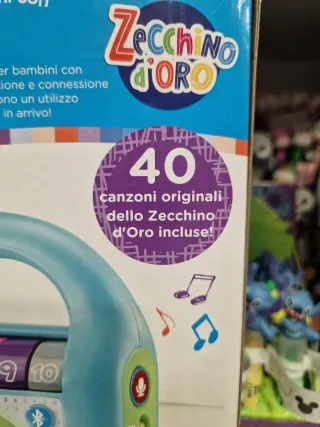 Zecchino
d'ORO
er bambini con
zione e connessione
ono un utilizzo
in arrivo!
40
canzoni originali
dello Zecchino
d'Oro incluse!
9 10